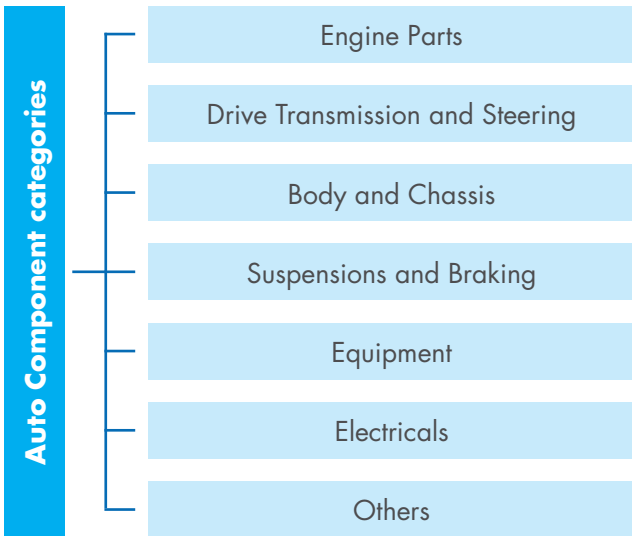 Auto Component categories
Engine Parts
Drive Transmission and Steering
Body and Chassis
Suspensions and Braking
Equipment
Electricals
Others